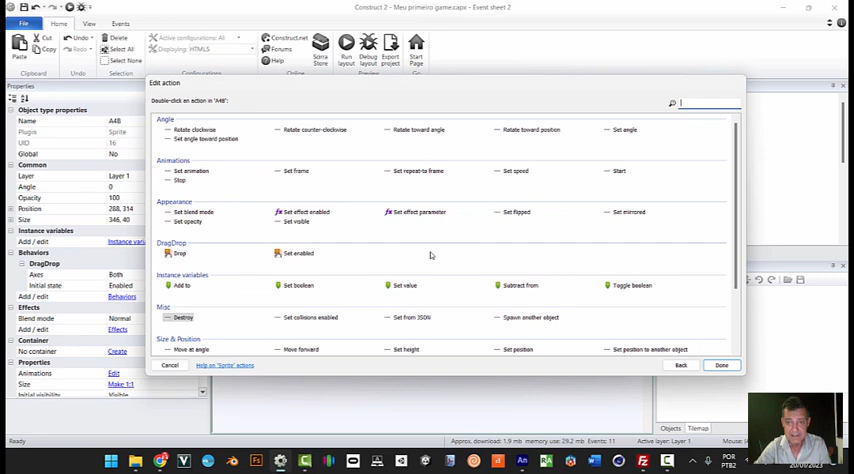 Construct 2 - Meu primeiro game.capx - Event sheet 2
File Home View Events
Paste Cut Copy
Undo Redo
Delete Select All Select None
Active configurations: All
Displaying: HTML5
Construct.net Forums Help
Scirra Store
Run layout Debug layout Export project
Start Page
Clipboard Undo Selection Configurations Online Preview
Properties
Object type properties
Name A4B
Plugin Sprite
UID 16
Global No
Common
Layer Layer 1
Angle 0
Opacity 100
Position 288, 314
Size 346, 40
Instance variables
Add / edit Instance vari
Behaviors
DragDrop
Axes Both
Initial state Enabled
Add / edit Behaviors
Effects
Blend mode Normal
Add / edit Effects
Container
No container Create
Properties
Animations Edit
Size Make 1:1
Edit action
Double-click an action in 'A4B':
Angle
Rotate clockwise Rotate counter-clockwise Rotate toward angle Rotate toward position Set angle
Set angle toward position
Animations
Set animation Set frame Set repeat-to frame Set speed Start
Stop
Appearance
Set blend mode Set effect enabled Set effect parameter Set flipped Set mirrored
Set opacity Set visible
DragDrop
Drop Set enabled
Instance variables
Add to Set boolean Set value Subtract from Toggle boolean
Misc
Destroy Set collisions enabled Set from JSON Spawn another object
Size & Position
Move at angle Move forward Set height Set position Set position to another object
Cancel Help on 'Sprite' actions Back Done
Objects Tilemap
Ready Approx. download: 1.9 mb memory use: 29.2 mb Events: 11 Active layer: Layer 1 Mouse:
POR
PTB2
20/01/2023